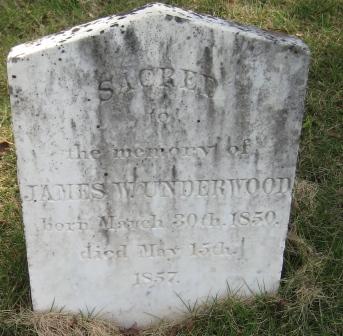 SACRED
to
the memory of
JAMES W. UNDERWOOD
born March 30th. 1850.
died May 15th.
1857.